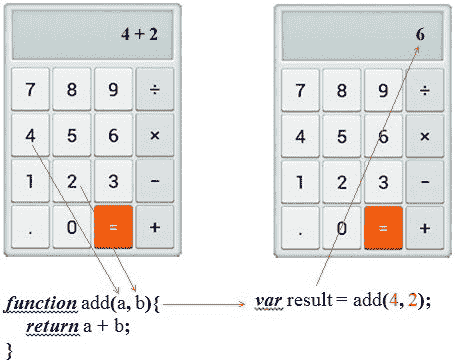 4 + 2
7 8 9 ÷
4 5 6 ×
1 2 3 −
. 0 = +
6
7 8 9 ÷
4 5 6 ×
1 2 3 −
. 0 = +
function add(a, b){
return a + b;
}
var result = add(4, 2);